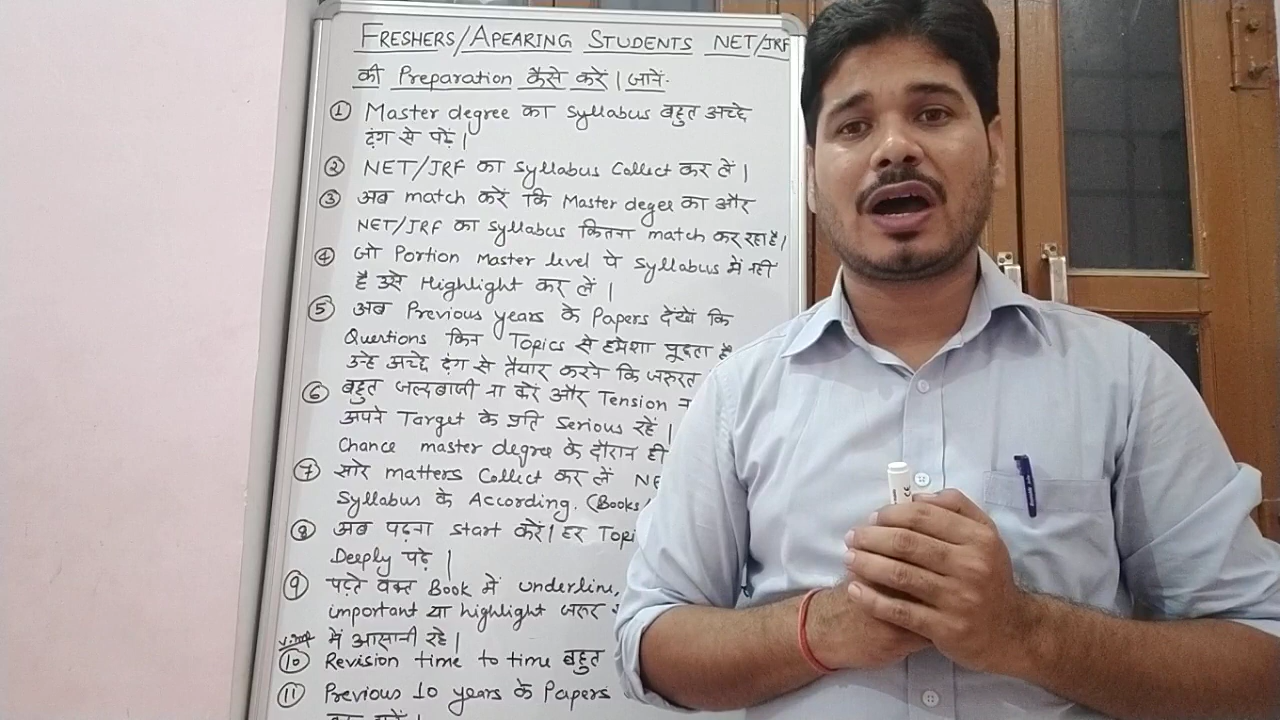 FRESHERS/APEARING STUDENTS NET/JRF
की Preparation कैसे करें। जानें.
① Master degree का syllabus बहुत अच्छे
ढंग से पढ़ें।
② NET/JRF का syllabus Collect कर लें।
③ अब match करें कि Master degee का और
NET/JRF का syllabus कितना match कर रहा है।
④ जो Portion Master level पे syllabus में नहीं
है उसे Highlight कर लें।
⑤ अब Previous years के Papers देखें कि
Questions किन Topics से हमेशा पूछता है
उन्हे अच्छे ढंग से तैयार करने कि जरुरत
⑥ बहुत जल्दबाजी ना करें और Tension
अपने Target के प्रति serious रहें।
Chance master degree के दौरान ही
⑦ सारे matters Collect कर लें NE
Syllabus के According. (Books
⑧ अब पढ़ना start करें। हर Topi
Deeply पढ़े।
⑨ पढ़ते वक्त Book में underline,
important या highlight जरूर
में आसानी रहे।
⑩ Revision time to time बहुत
⑪ Previous 10 years के Papers